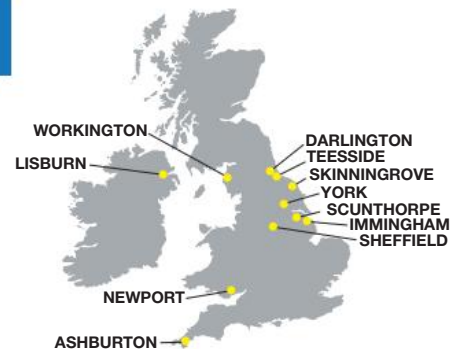 WORKINGTON
LISBURN
DARLINGTON
TEESSIDE
SKINNINGROVE
YORK
SCUNTHORPE
IMMINGHAM
SHEFFIELD
NEWPORT
ASHBURTON